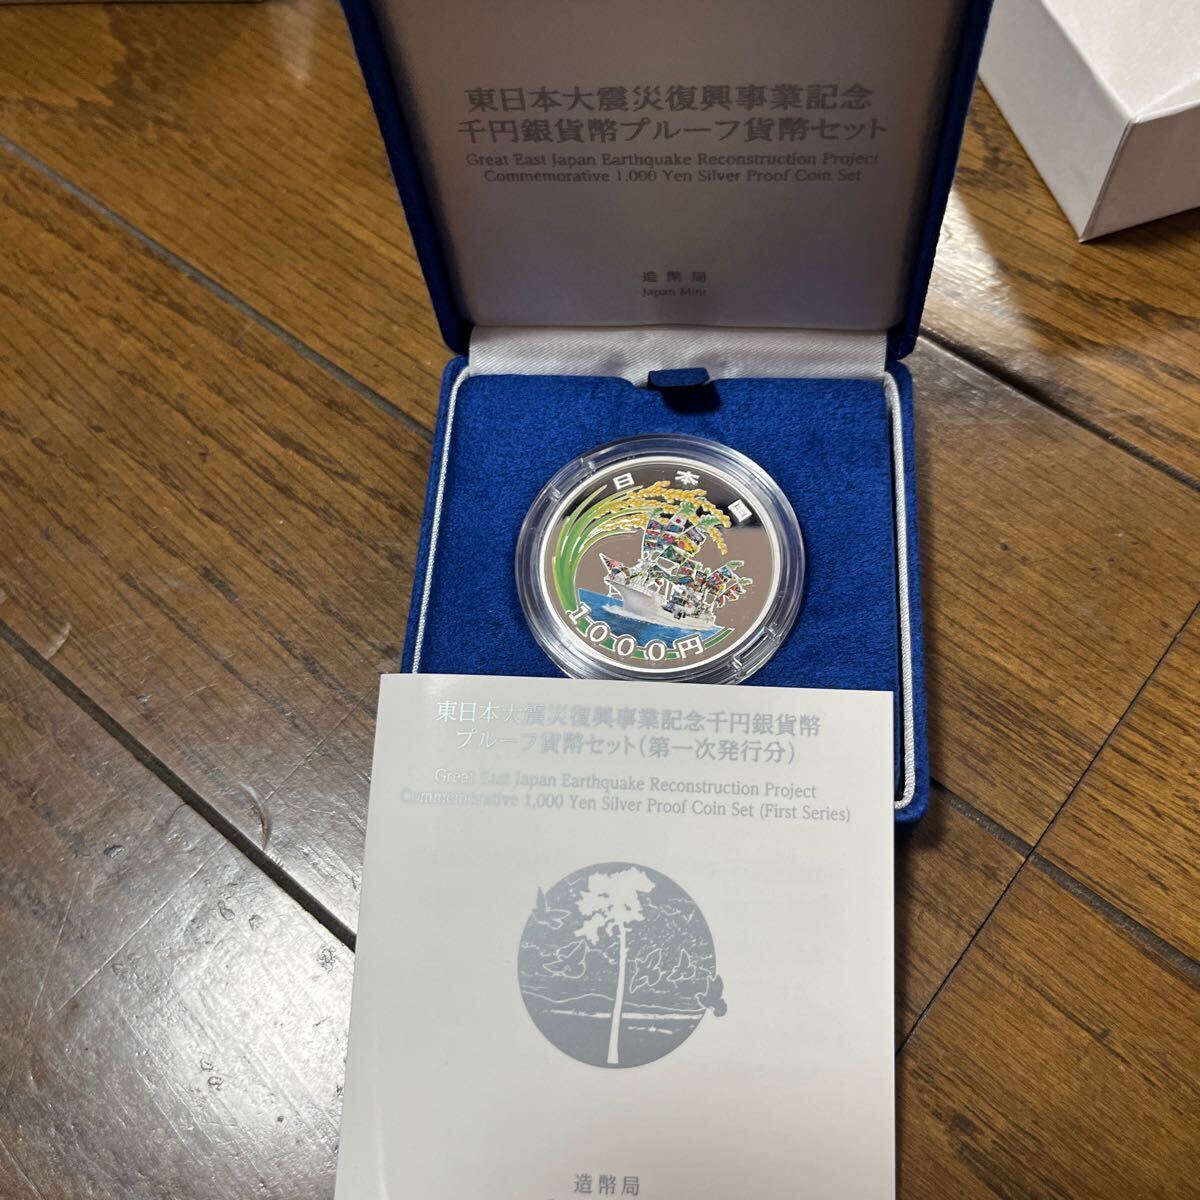 東日本大震災復興事業記念
千円銀貨幣プルーフ貨幣セット
Great East Japan Earthquake Reconstruction Project
Commemorative 1,000 Yen Silver Proof Coin Set
造幣局
Japan Mint
日本国
1000円
東日本大震災復興事業記念千円銀貨幣
プルーフ貨幣セット(第一次発行分)
Great East Japan Earthquake Reconstruction Project
Commemorative 1,000 Yen Silver Proof Coin Set (First Series)
造幣局